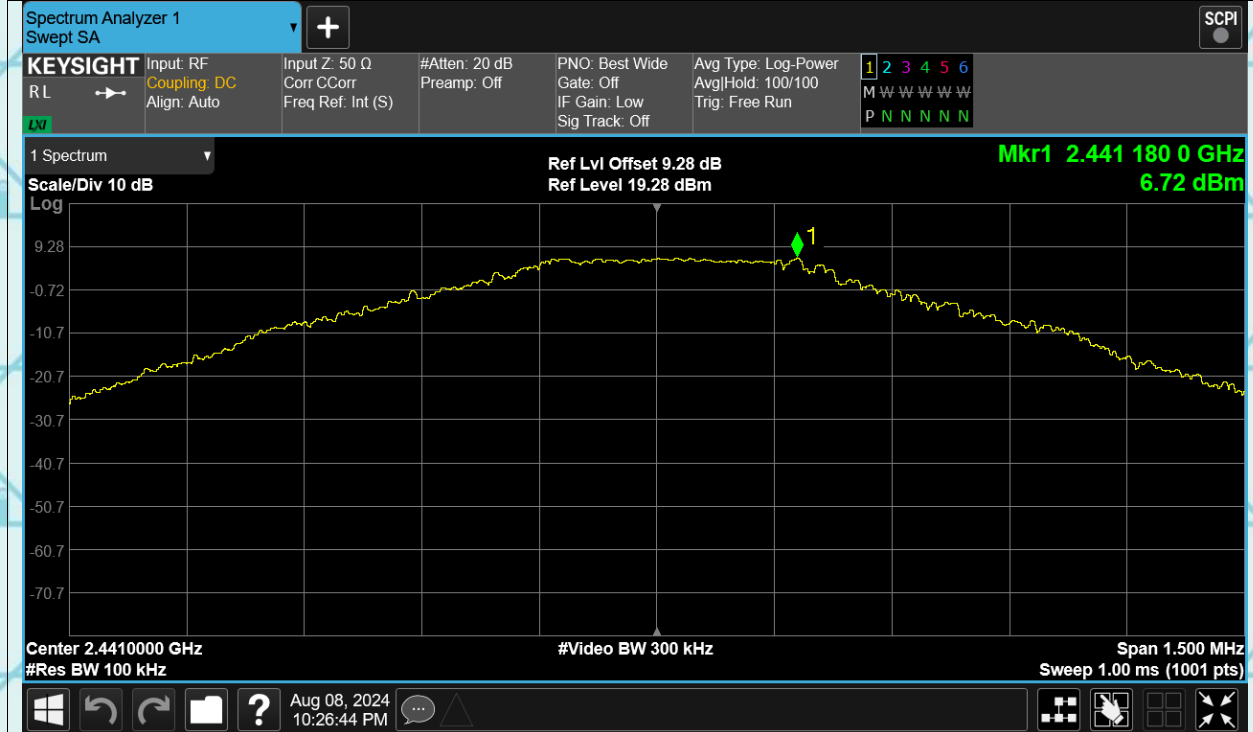 Spectrum Analyzer 1
Swept SA
SCPI
KEYSIGHT
R L
LXI
Input: RF
Coupling: DC
Align: Auto
Input Z: 50 Ω
Corr CCorr
Freq Ref: Int (S)
#Atten: 20 dB
Preamp: Off
PNO: Best Wide
Gate: Off
IF Gain: Low
Sig Track: Off
Avg Type: Log-Power
Avg|Hold: 100/100
Trig: Free Run
1 2 3 4 5 6
M W W W W W
P N N N N N
1 Spectrum
Scale/Div 10 dB
Log
Ref Lvl Offset 9.28 dB
Ref Level 19.28 dBm
Mkr1 2.441 180 0 GHz
6.72 dBm
1
9.28
-0.72
-10.7
-20.7
-30.7
-40.7
-50.7
-60.7
-70.7
Center 2.4410000 GHz
#Res BW 100 kHz
#Video BW 300 kHz
Span 1.500 MHz
Sweep 1.00 ms (1001 pts)
?
Aug 08, 2024
10:26:44 PM